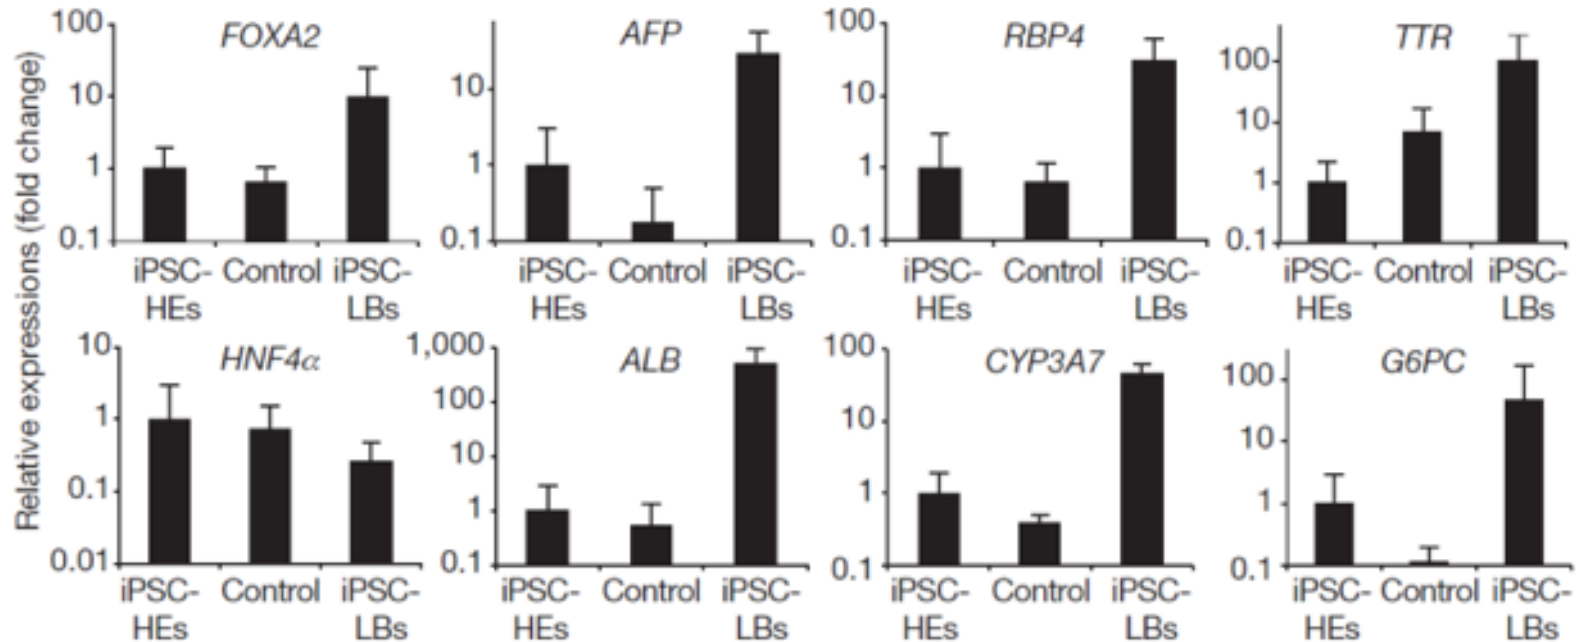 Relative expressions (fold change)
FOXA2
100
10
1
0.1
iPSC-HEs Control iPSC-LBs
AFP
10
1
0.1
iPSC-HEs Control iPSC-LBs
RBP4
100
10
1
0.1
iPSC-HEs Control iPSC-LBs
TTR
100
10
1
0.1
iPSC-HEs Control iPSC-LBs
HNF4α
10
1
0.1
0.01
iPSC-HEs Control iPSC-LBs
ALB
1,000
100
10
1
0.1
iPSC-HEs Control iPSC-LBs
CYP3A7
100
10
1
0.1
iPSC-HEs Control iPSC-LBs
G6PC
100
10
1
0.1
iPSC-HEs Control iPSC-LBs